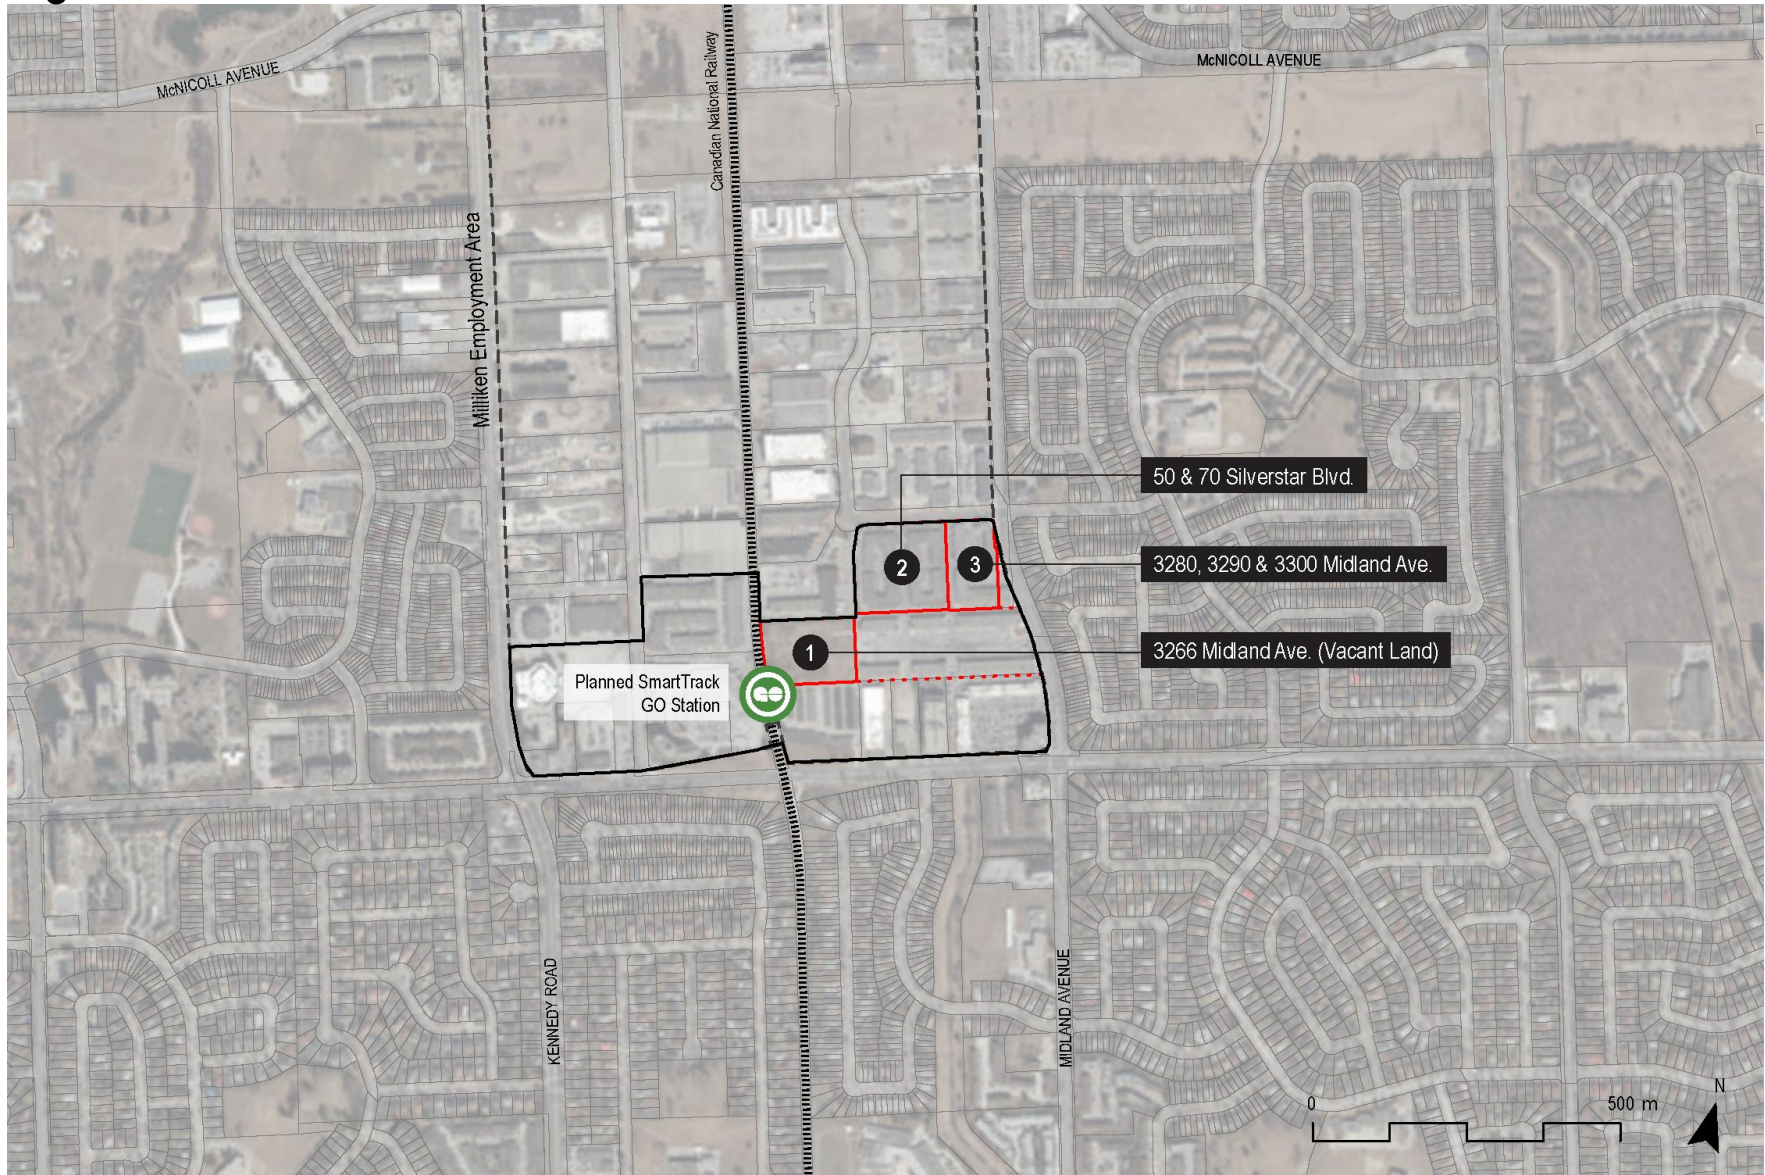 McNICOLL AVENUE
Canadian National Railway
McNICOLL AVENUE
Milliken Employment Area
50 & 70 Silverstar Blvd.
2
3
3280, 3290 & 3300 Midland Ave.
1
3266 Midland Ave. (Vacant Land)
Planned SmartTrack
GO Station
KENNEDY ROAD
MIDLAND AVENUE
0
500 m
N